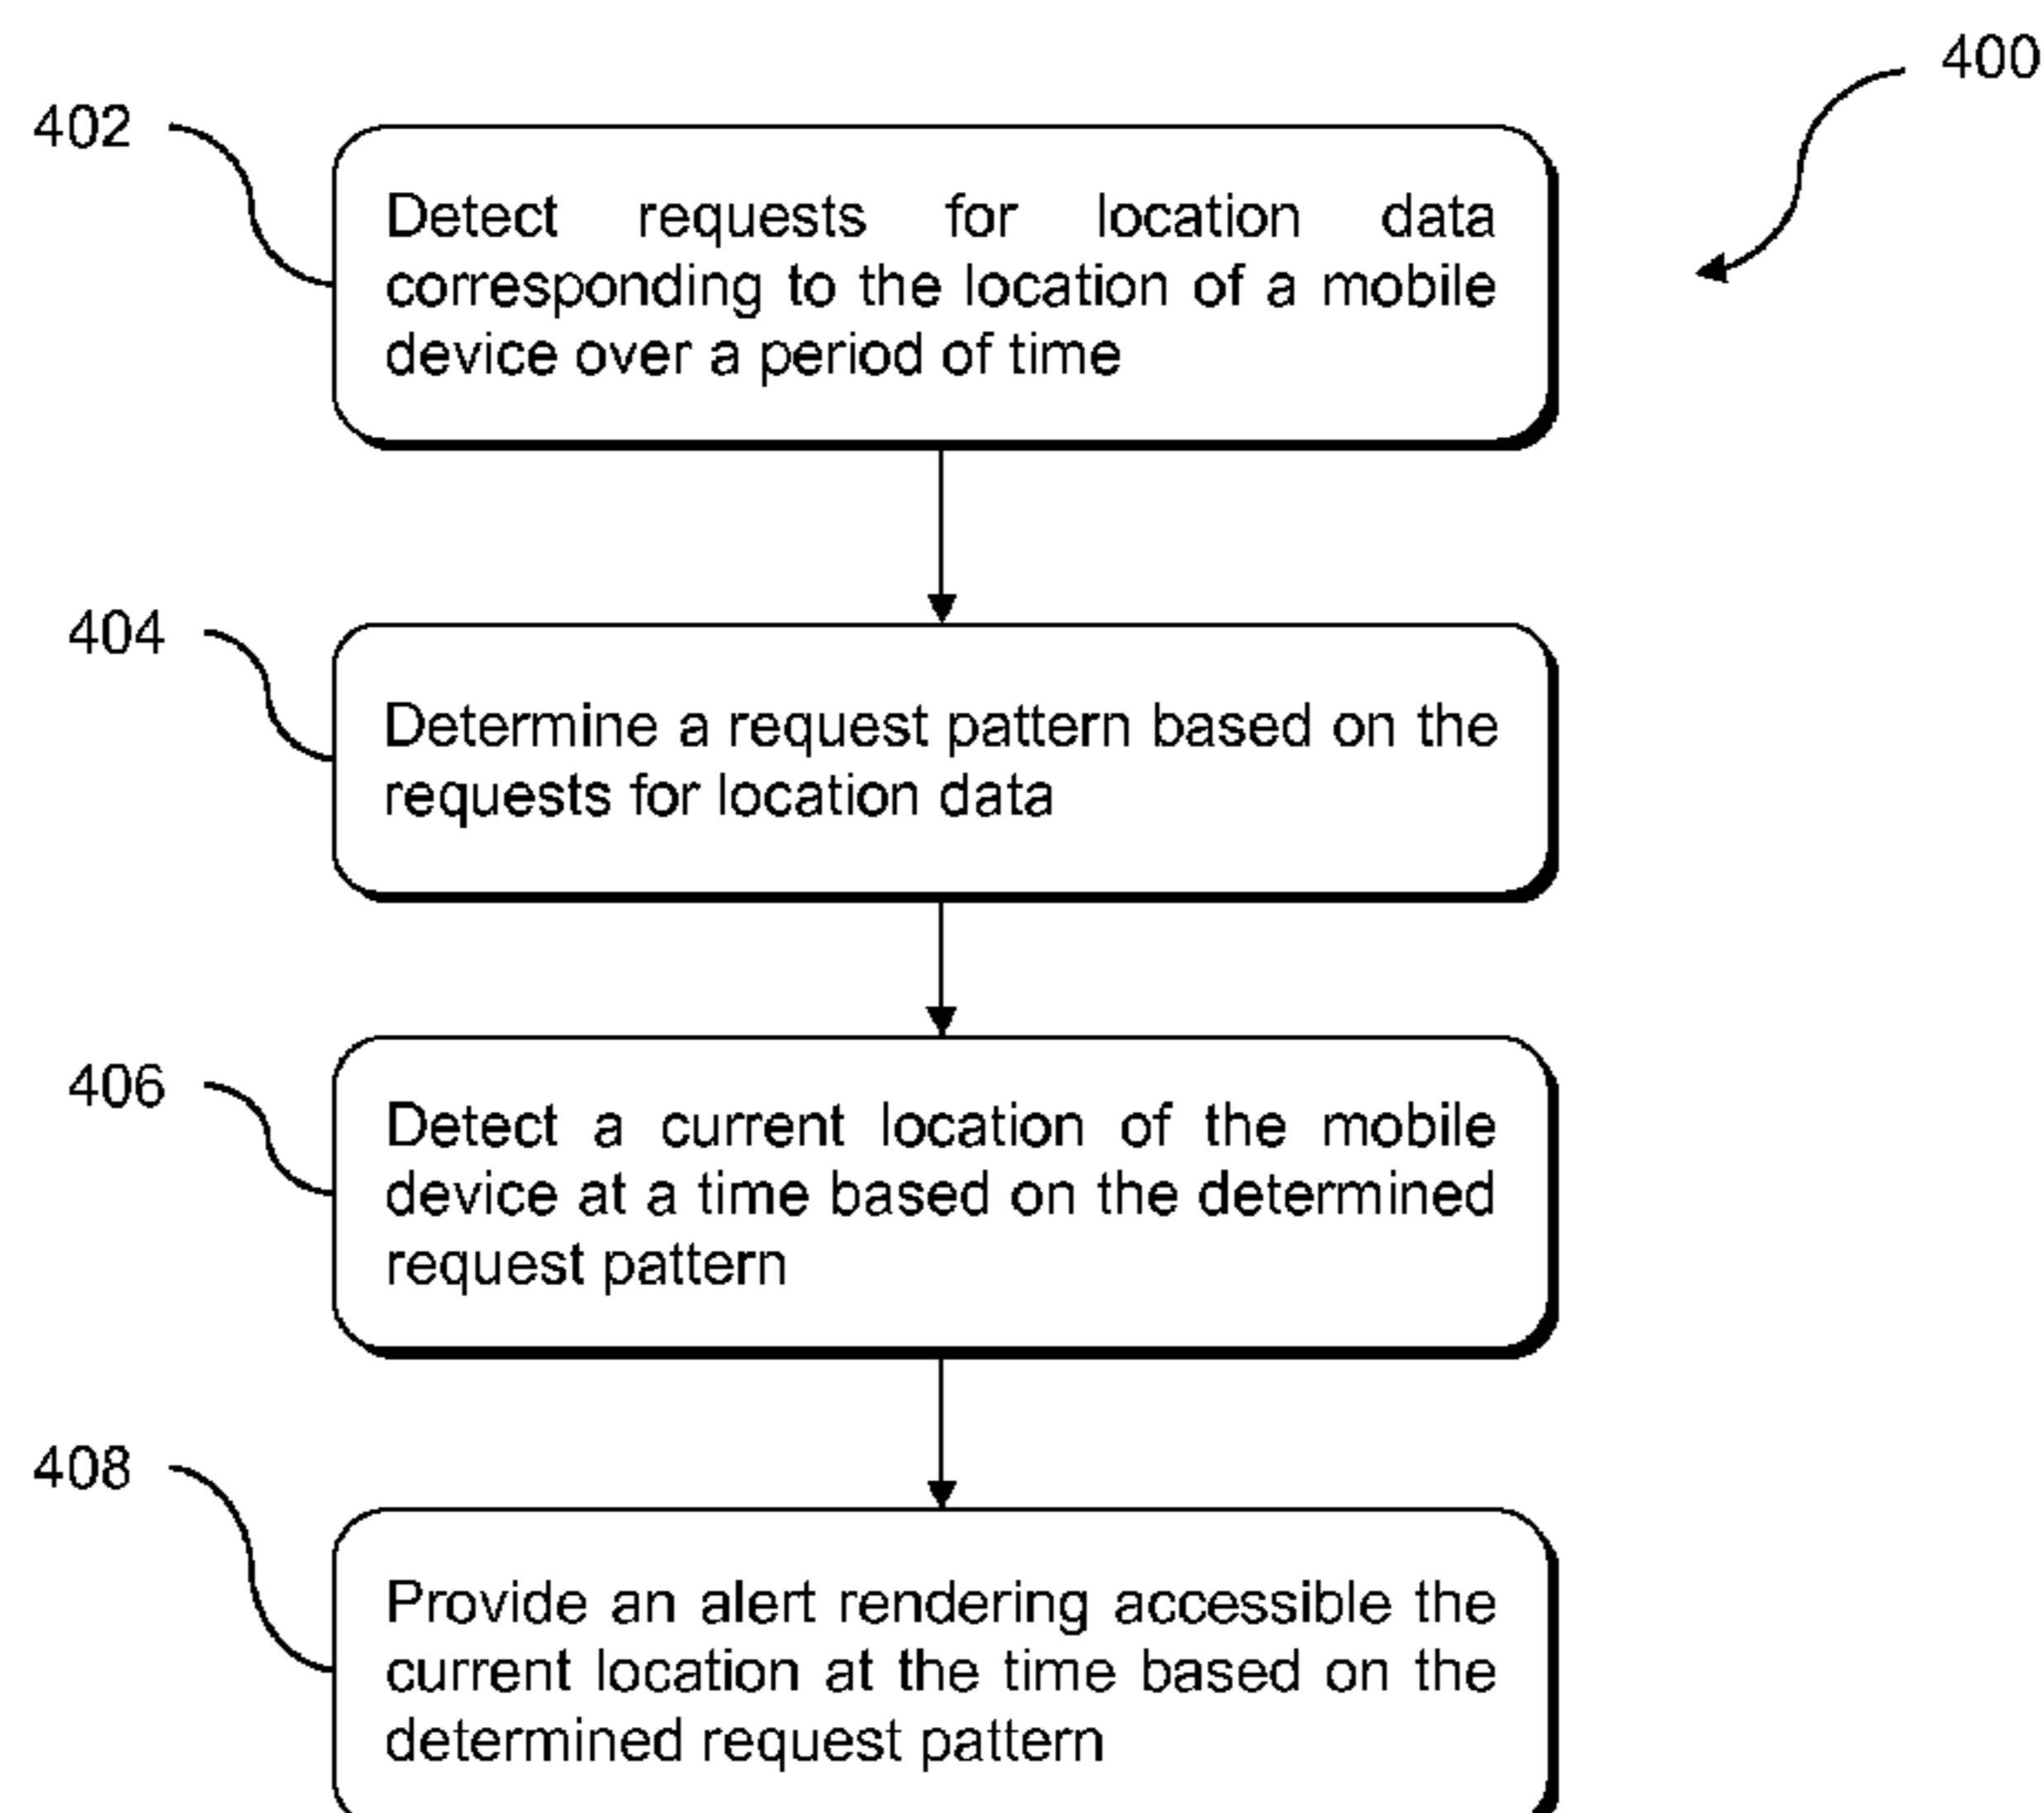 400
402
Detect requests for location data
corresponding to the location of a mobile
device over a period of time
404
Determine a request pattern based on the
requests for location data
406
Detect a current location of the mobile
device at a time based on the determined
request pattern
408
Provide an alert rendering accessible the
current location at the time based on the
determined request pattern